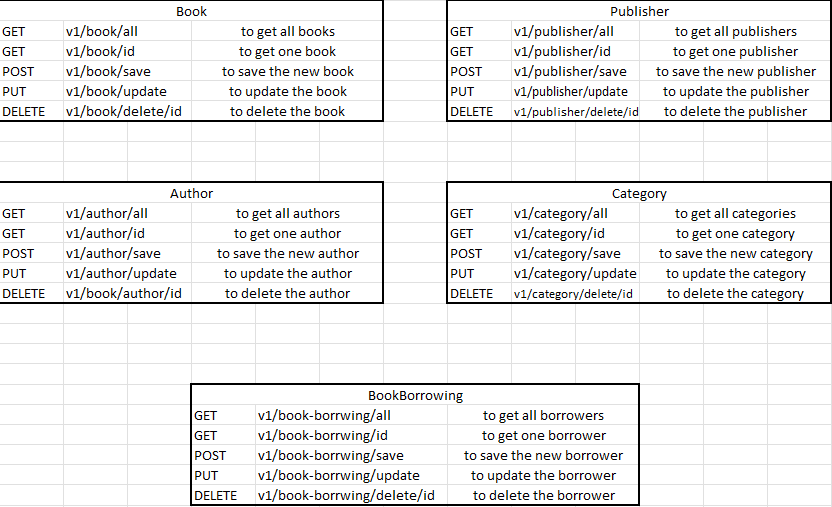 Book
GET v1/book/all to get all books
GET v1/book/id to get one book
POST v1/book/save to save the new book
PUT v1/book/update to update the book
DELETE v1/book/delete/id to delete the book
Publisher
GET v1/publisher/all to get all publishers
GET v1/publisher/id to get one publisher
POST v1/publisher/save to save the new publisher
PUT v1/publisher/update to update the publisher
DELETE v1/publisher/delete/id to delete the publisher
Author
GET v1/author/all to get all authors
GET v1/author/id to get one author
POST v1/author/save to save the new author
PUT v1/author/update to update the author
DELETE v1/book/author/id to delete the author
Category
GET v1/category/all to get all categories
GET v1/category/id to get one category
POST v1/category/save to save the new category
PUT v1/category/update to update the category
DELETE v1/category/delete/id to delete the category
BookBorrowing
GET v1/book-borrwing/all to get all borrowers
GET v1/book-borrwing/id to get one borrower
POST v1/book-borrwing/save to save the new borrower
PUT v1/book-borrwing/update to update the borrower
DELETE v1/book-borrwing/delete/id to delete the borrower